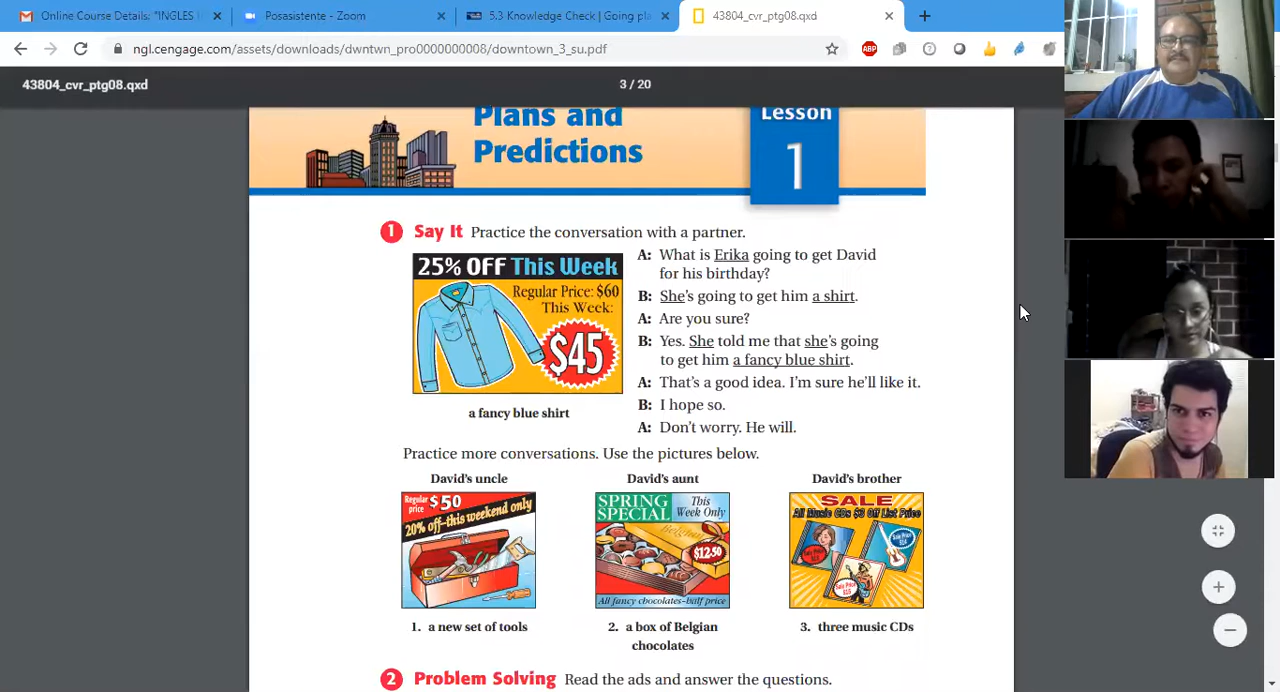 Online Course Details: "INGLES
Posasistente - Zoom
5.3 Knowledge Check | Going pla
43804_cvr_ptg08.qxd
ngl.cengage.com/assets/downloads/dwntwn_pro0000000008/downtown_3_su.pdf
ABP
43804_cvr_ptg08.qxd
3 / 20
Plans and
Predictions
Lesson
1
1 Say It Practice the conversation with a partner.
25% OFF This Week
Regular Price: $60
This Week:
$45
a fancy blue shirt
A: What is Erika going to get David
for his birthday?
B: She's going to get him a shirt.
A: Are you sure?
B: Yes. She told me that she's going
to get him a fancy blue shirt.
A: That's a good idea. I'm sure he'll like it.
B: I hope so.
A: Don't worry. He will.
Practice more conversations. Use the pictures below.
David's uncle
Regular price $50
20% off–this weekend only
1. a new set of tools
David's aunt
SPRING
SPECIAL
This
Week Only
Belgian
$12.50
All fancy chocolates–half price
2. a box of Belgian
chocolates
David's brother
SALE
All Music CDs $3 Off List Price
3. three music CDs
2 Problem Solving Read the ads and answer the questions.